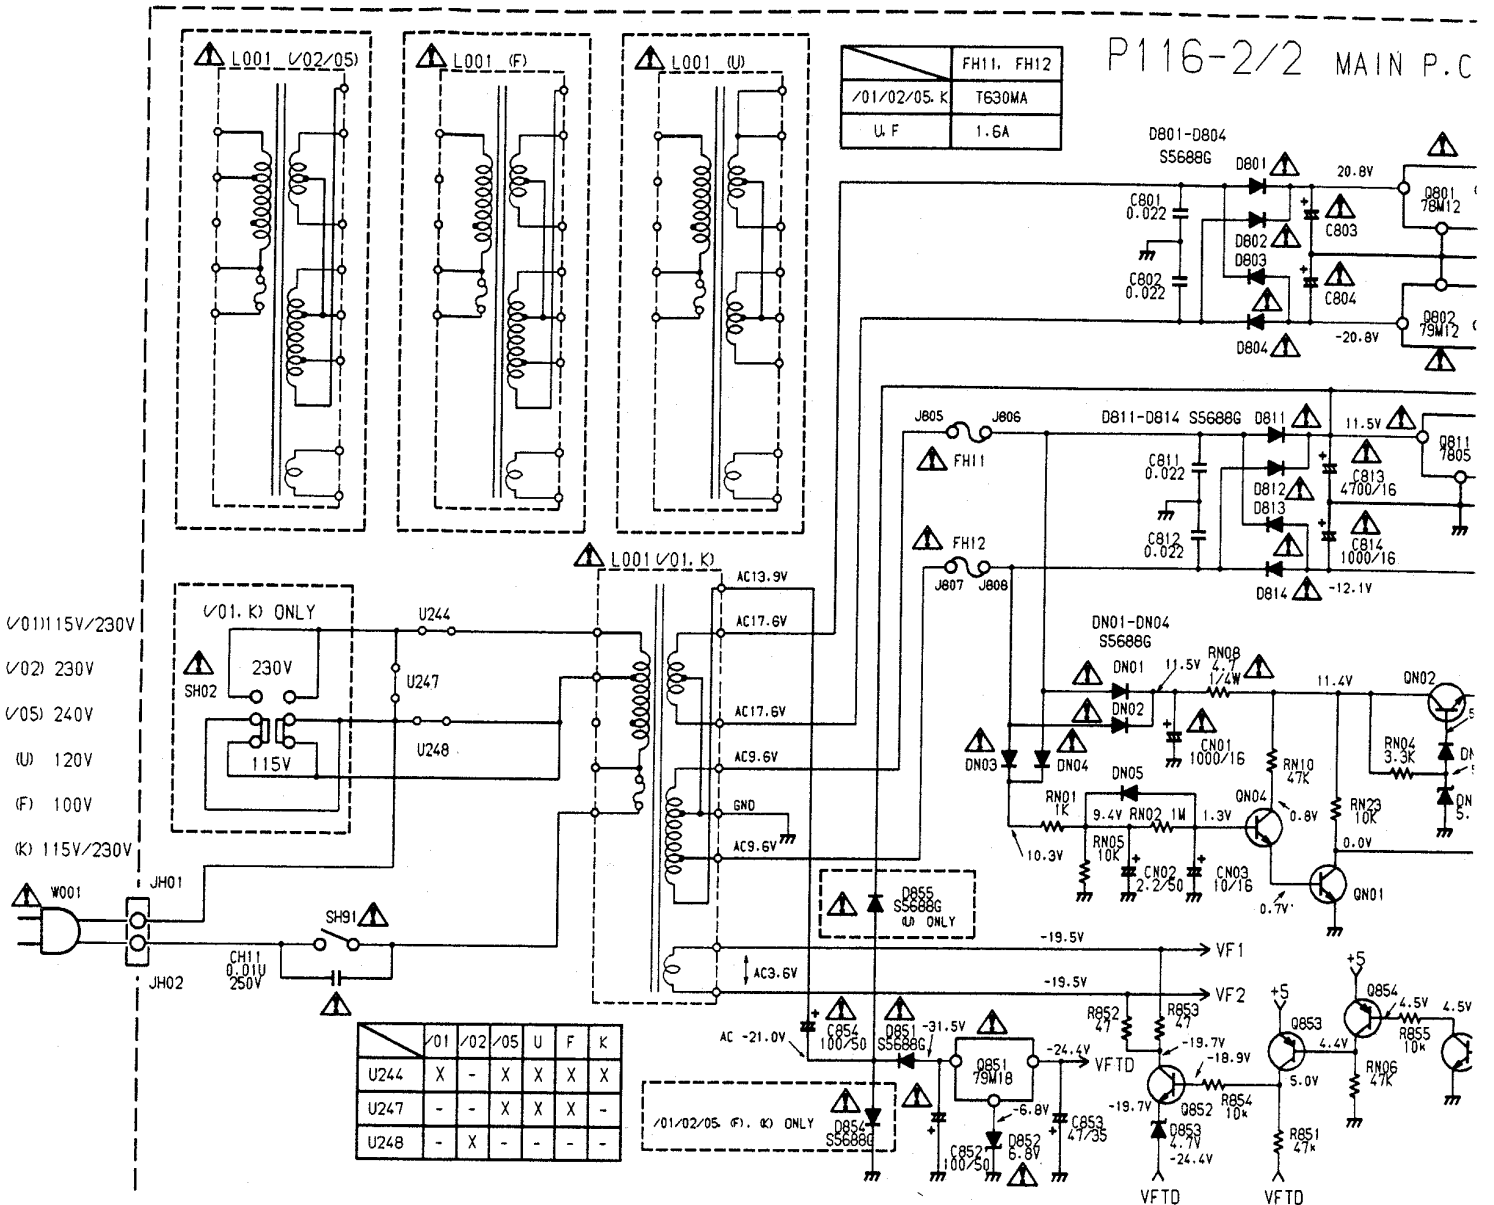 P116-2/2 MAIN P.C
L001 (/02/05)
L001 (F)
L001 (U)
FH11, FH12
/01/02/05. K T630MA
U. F 1.6A
D801-D804
S5688G
D801
20.8V
Q801
78M12
C801
0.022
D802
C803
D803
C802
0.022
C804
Q802
79M12
D804
-20.8V
J805 J806
FH11
D811-D814 S5688G
D811
11.5V
Q811
7805
C811
0.022
D812
C813
4700/16
D813
C812
0.022
C814
1000/16
D814
-12.1V
FH12
J807 J808
L001 (/01. K)
AC13.9V
AC17.6V
AC17.6V
AC9.6V
GND
AC9.6V
AC3.6V
(/01. K) ONLY
SH02
230V
115V
U244
U247
U248
(/01)115V/230V
(/02) 230V
(/05) 240V
(U) 120V
(F) 100V
(K) 115V/230V
W001
JH01
JH02
SH91
CH11
0.01U
250V
DN01-DN04
S5688G
DN01
11.5V
RN08
4.7
1/4W
11.4V
QN02
DN02
CN01
1000/16
DN03
DN04
RN10
47K
RN04
3.3K
DN05
RN01
1K
9.4V
RN02 1M
1.3V
QN04
0.8V
RN23
10K
10.3V
RN05
10K
CN02
2.2/50
CN03
10/16
0.0V
0.7V
QN01
D855
S5688G
(U) ONLY
-19.5V
VF1
-19.5V
VF2
AC -21.0V
C854
100/50
D851
S5688G
-31.5V
Q851
79M18
-24.4V
VFTD
R852
47
R853
47
-19.7V
-18.9V
+5
Q853
+5
Q854
4.5V
4.5V
R855
10k
4.4V
5.0V
RN06
47K
-19.7V
Q852
R854
10k
D853
4.7V
-24.4V
R851
47k
VFTD
VFTD
/01/02/05. (F). (K) ONLY
D854
S5688G
C852
100/50
-6.8V
D852
6.8V
C853
47/35
/01 /02 /05 U F K
U244 X - X X X X
U247 - - X X X -
U248 - X - - - -